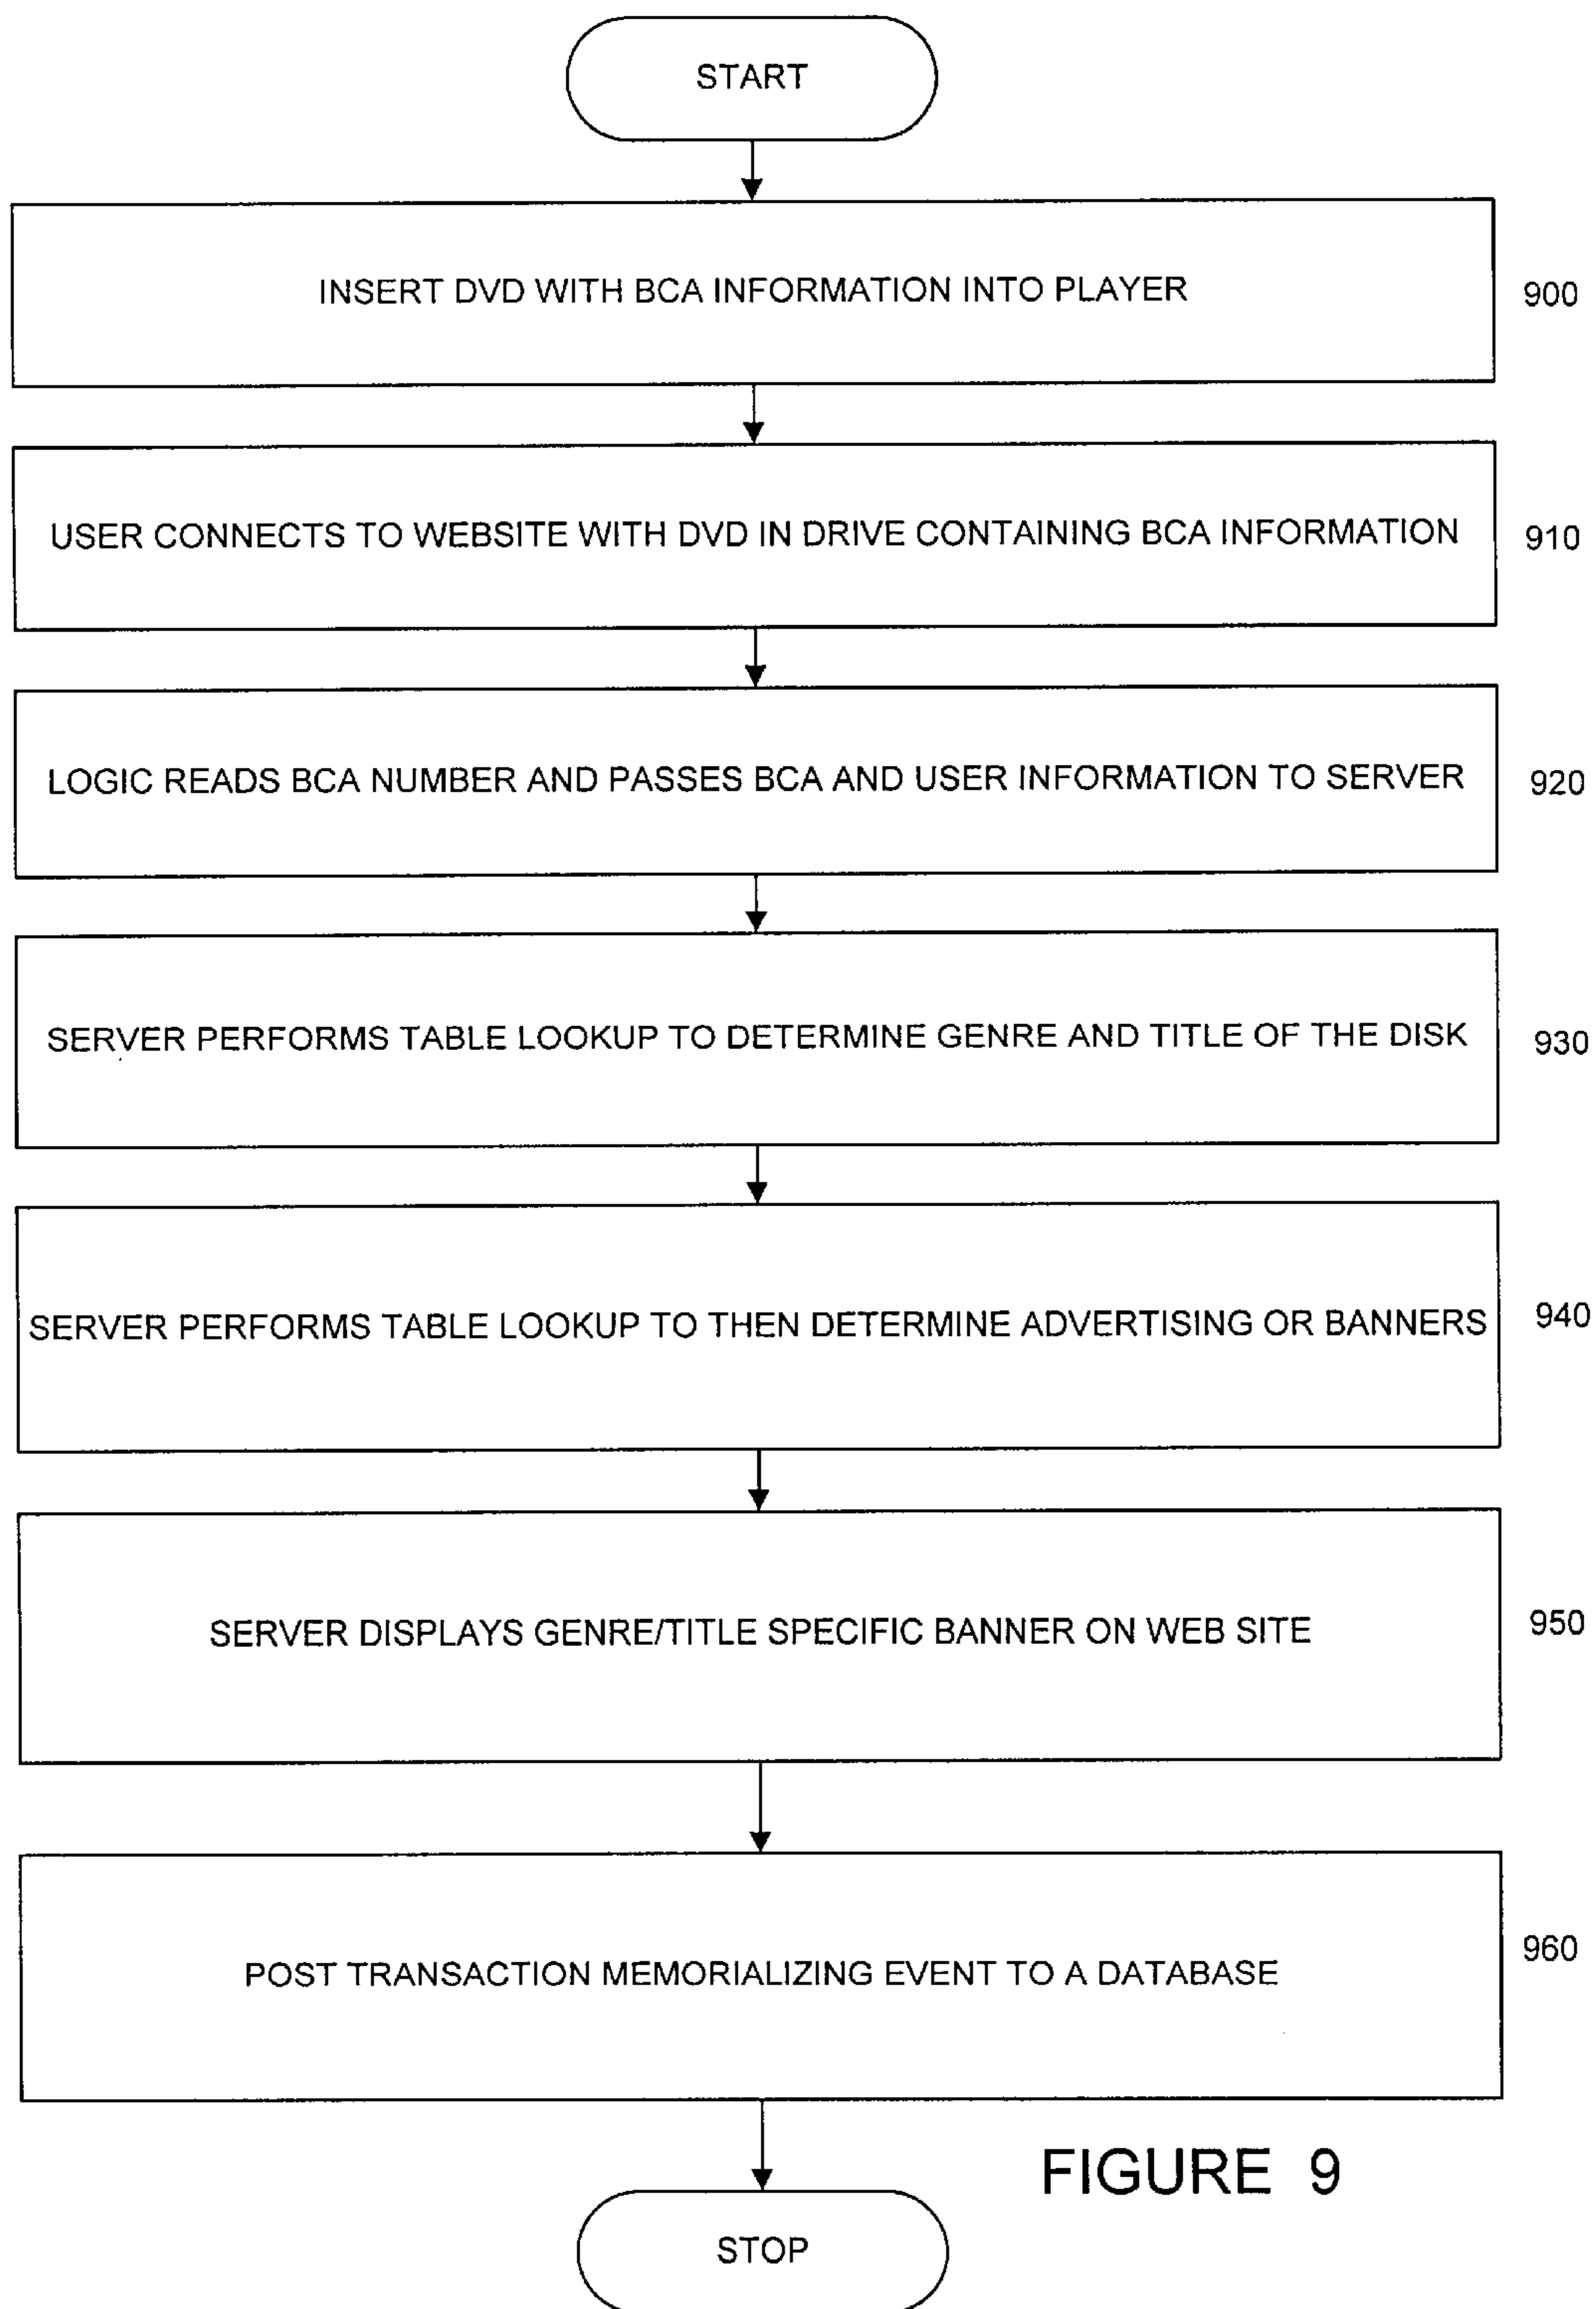 START
INSERT DVD WITH BCA INFORMATION INTO PLAYER
900
USER CONNECTS TO WEBSITE WITH DVD IN DRIVE CONTAINING BCA INFORMATION
910
LOGIC READS BCA NUMBER AND PASSES BCA AND USER INFORMATION TO SERVER
920
SERVER PERFORMS TABLE LOOKUP TO DETERMINE GENRE AND TITLE OF THE DISK
930
SERVER PERFORMS TABLE LOOKUP TO THEN DETERMINE ADVERTISING OR BANNERS
940
SERVER DISPLAYS GENRE/TITLE SPECIFIC BANNER ON WEB SITE
950
POST TRANSACTION MEMORIALIZING EVENT TO A DATABASE
960
FIGURE 9
STOP